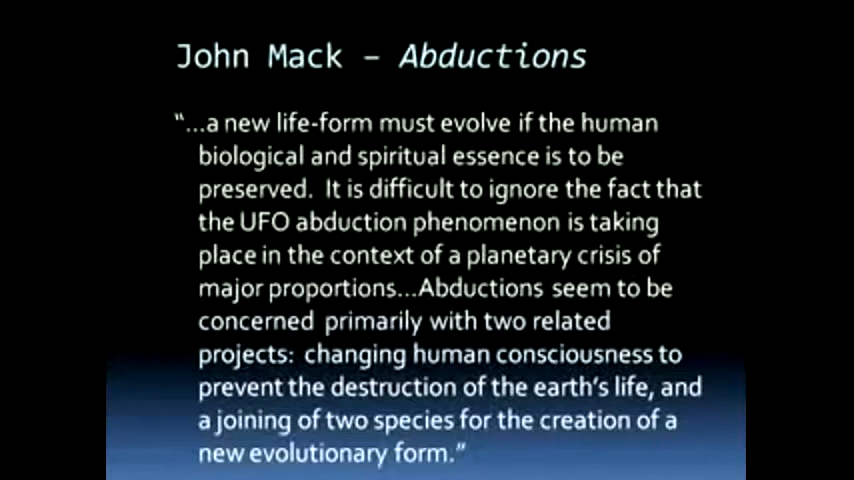 John Mack – Abductions
“...a new life-form must evolve if the human
biological and spiritual essence is to be
preserved.  It is difficult to ignore the fact that
the UFO abduction phenomenon is taking
place in the context of a planetary crisis of
major proportions...Abductions seem to be
concerned  primarily with two related
projects:  changing human consciousness to
prevent the destruction of the earth’s life, and
a joining of two species for the creation of a
new evolutionary form.”